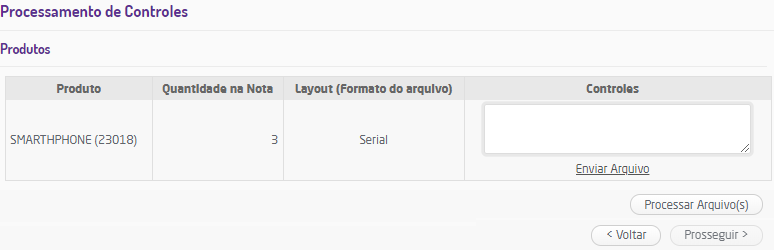 Processamento de Controles
Produtos
Produto Quantidade na Nota Layout (Formato do arquivo) Controles
SMARTHPHONE (23018) 3 Serial
Enviar Arquivo
Processar Arquivo(s)
< Voltar Prosseguir >